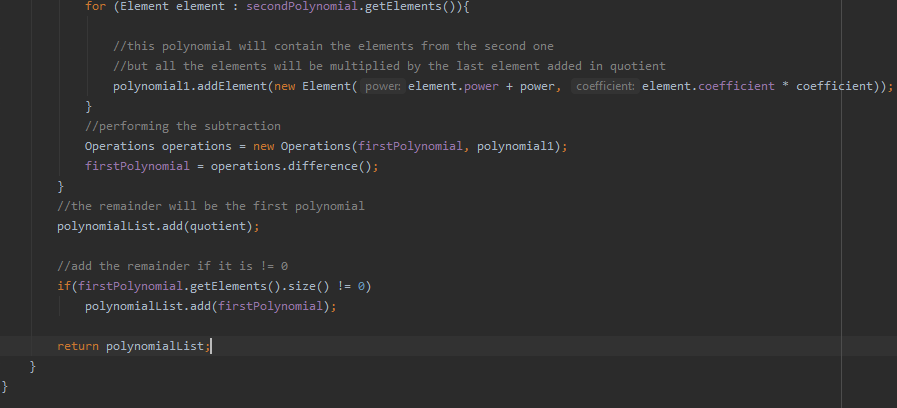 for (Element element : secondPolynomial.getElements()){
//this polynomial will contain the elements from the second one
//but all the elements will be multiplied by the last element added in quotient
polynomial1.addElement(new Element( power: element.power + power, coefficient: element.coefficient * coefficient));
}
//performing the subtraction
Operations operations = new Operations(firstPolynomial, polynomial1);
firstPolynomial = operations.difference();
}
//the remainder will be the first polynomial
polynomialList.add(quotient);
//add the remainder if it is != 0
if(firstPolynomial.getElements().size() != 0)
polynomialList.add(firstPolynomial);
return polynomialList;
}
}